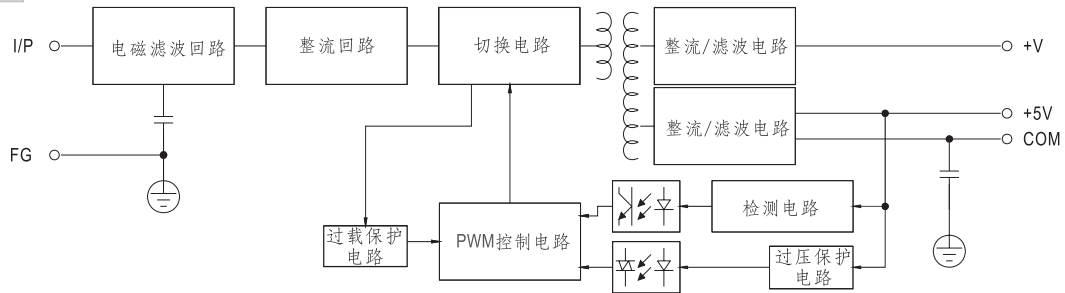 I/P
电磁滤波回路
整流回路
切换电路
整流/滤波电路
+V
整流/滤波电路
+5V
COM
FG
过载保护
电路
PWM控制电路
检测电路
过压保护
电路